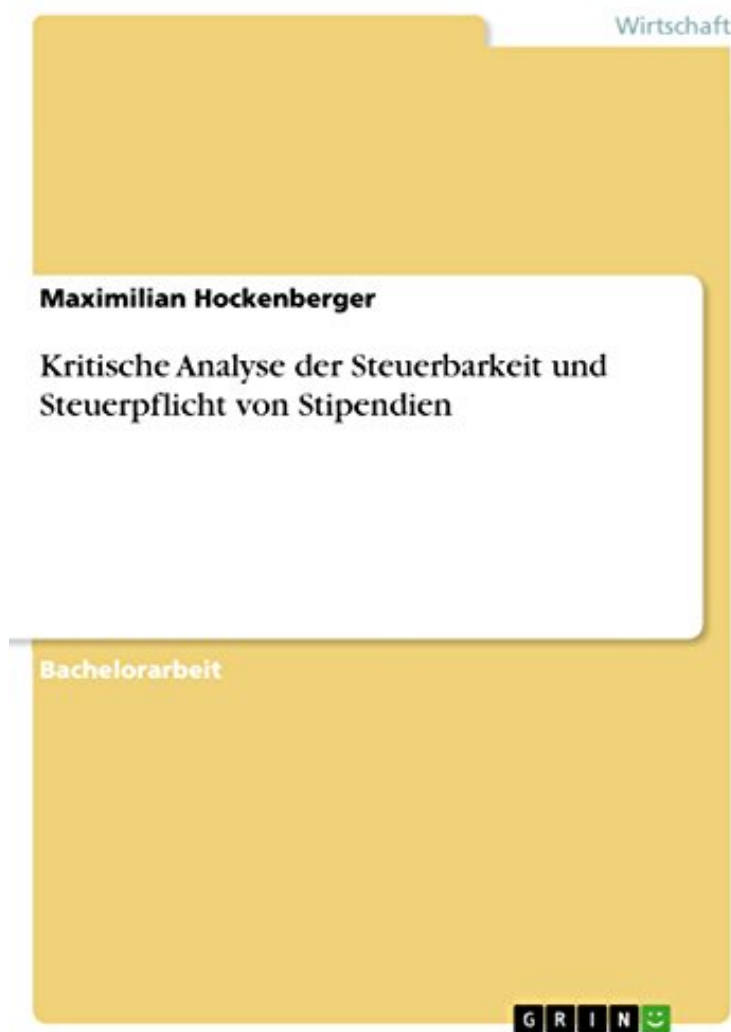 Wirtschaft
Maximilian Hockenberger
Kritische Analyse der Steuerbarkeit und
Steuerpflicht von Stipendien
Bachelorarbeit
GRIN